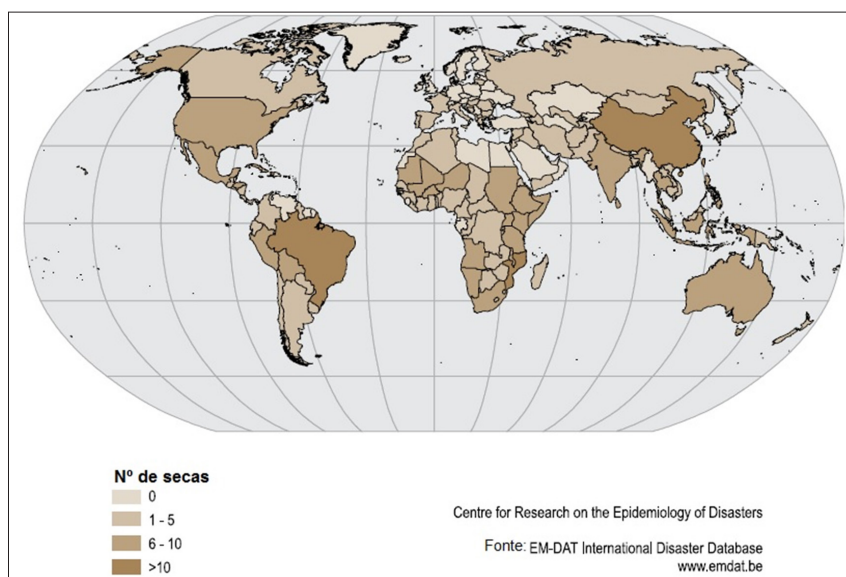 Nº de secas
0
1 - 5
6 - 10
>10
Centre for Research on the Epidemiology of Disasters
Fonte: EM-DAT International Disaster Database
www.emdat.be